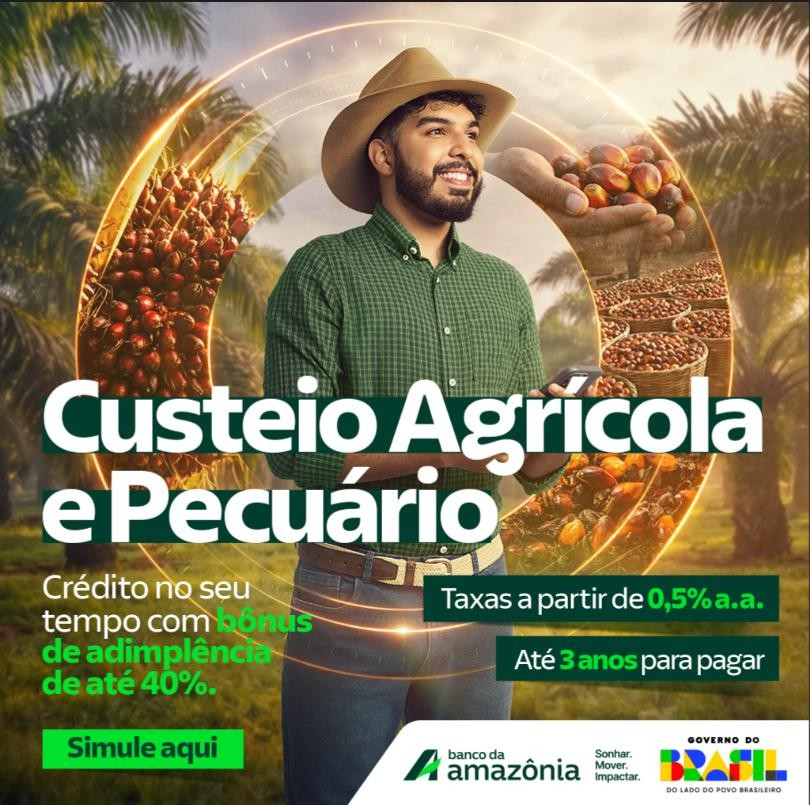 Custeio Agrícola
e Pecuário
Crédito no seu
tempo com bônus
de adimplência
de até 40%.
Taxas a partir de 0,5% a.a.
Até 3 anos para pagar
Simule aqui
banco da
amazônia
Sonhar.
Mover.
Impactar.
GOVERNO DO
BRASIL
DO LADO DO POVO BRASILEIRO